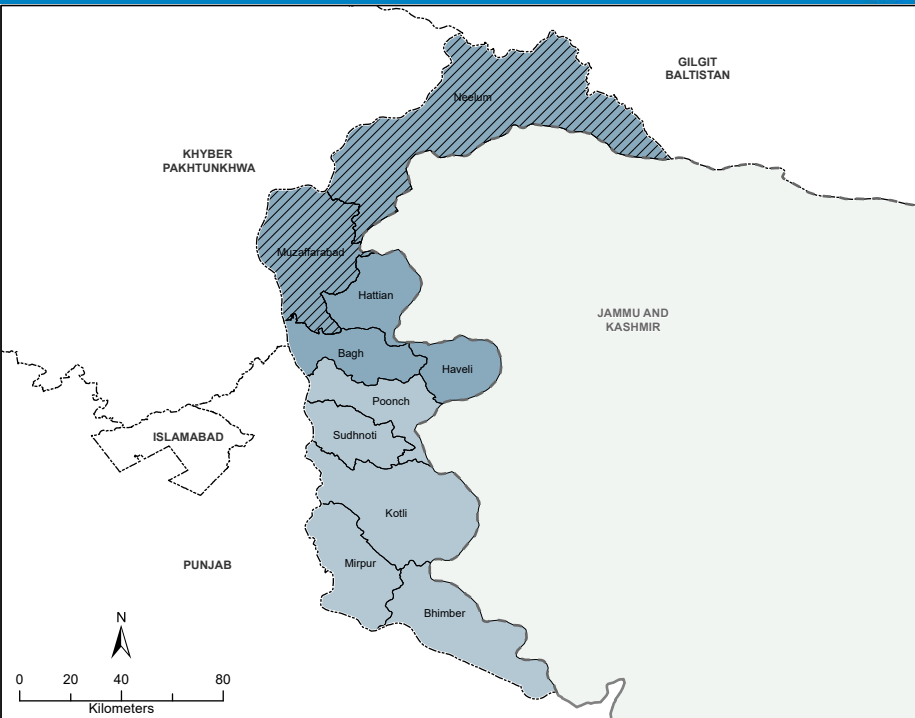 GILGIT
BALTISTAN
Neelum
KHYBER
PAKHTUNKHWA
Muzaffarabad
Hattian
JAMMU AND
KASHMIR
Bagh
Haveli
Poonch
ISLAMABAD
Sudhnoti
Kotli
PUNJAB
Mirpur
Bhimber
N
0 20 40 80
Kilometers